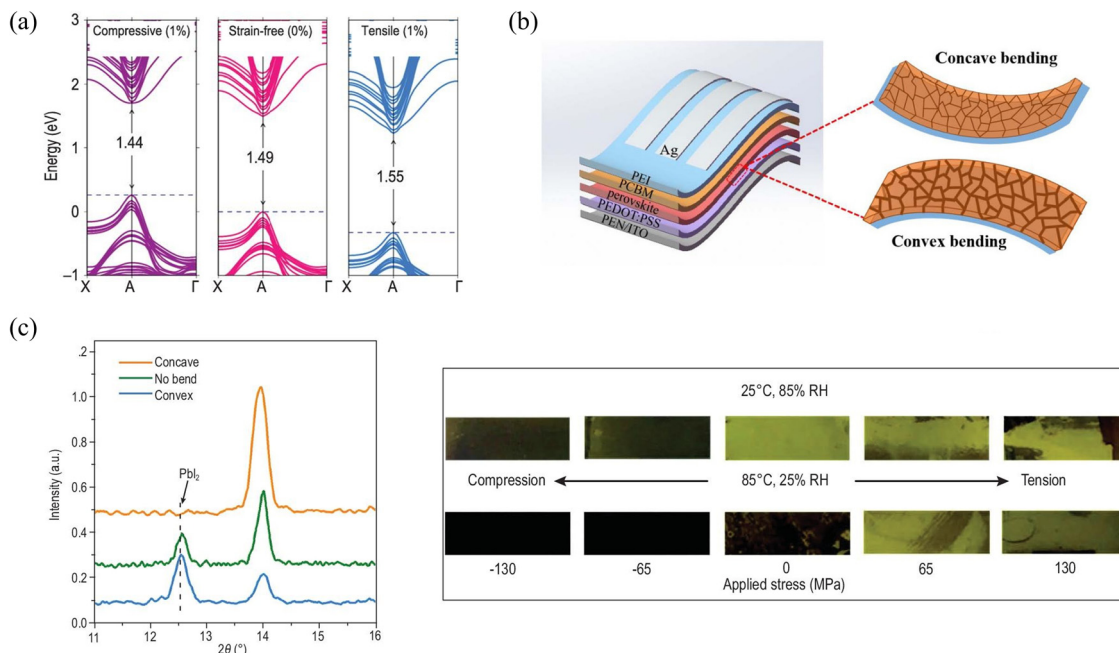 (a)
Compressive (1%)
Strain-free (0%)
Tensile (1%)
3
2
1
0
–1
Energy (eV)
1.44
1.49
1.55
X A Γ
X A Γ
X A Γ
(b)
Ag
PEI
PCBM
perovskite
PEDOT:PSS
PEN/ITO
Concave bending
Convex bending
(c)
.2
1.0
0.8
0.6
0.4
0.2
0
Intensity (a.u.)
Concave
No bend
Convex
PbI₂
11 12 13 14 15 16
2θ (°)
25°C, 85% RH
Compression
85°C, 25% RH
Tension
-130 -65 0 65 130
Applied stress (MPa)